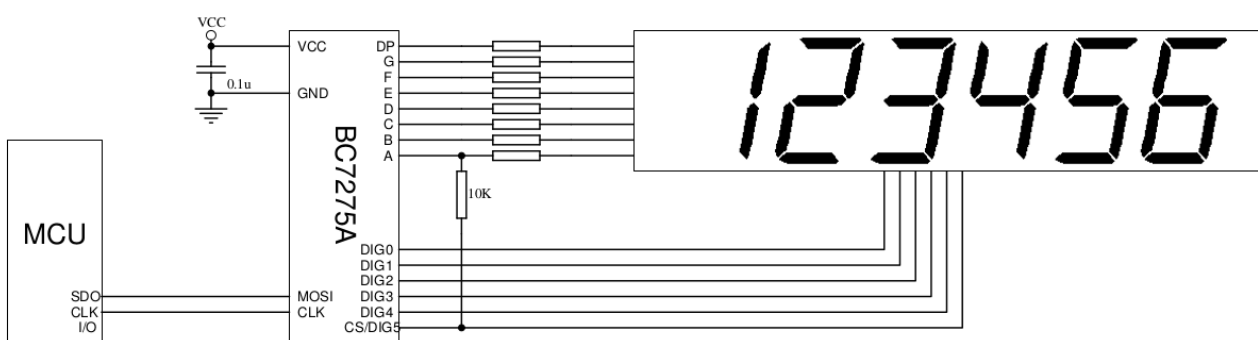 VCC
VCC
0.1u
GND
BC7275A
DP
G
F
E
D
C
B
A
10K
123456
DIG0
DIG1
DIG2
DIG3
DIG4
CS/DIG5
MOSI
CLK
MCU
SDO
CLK
I/O